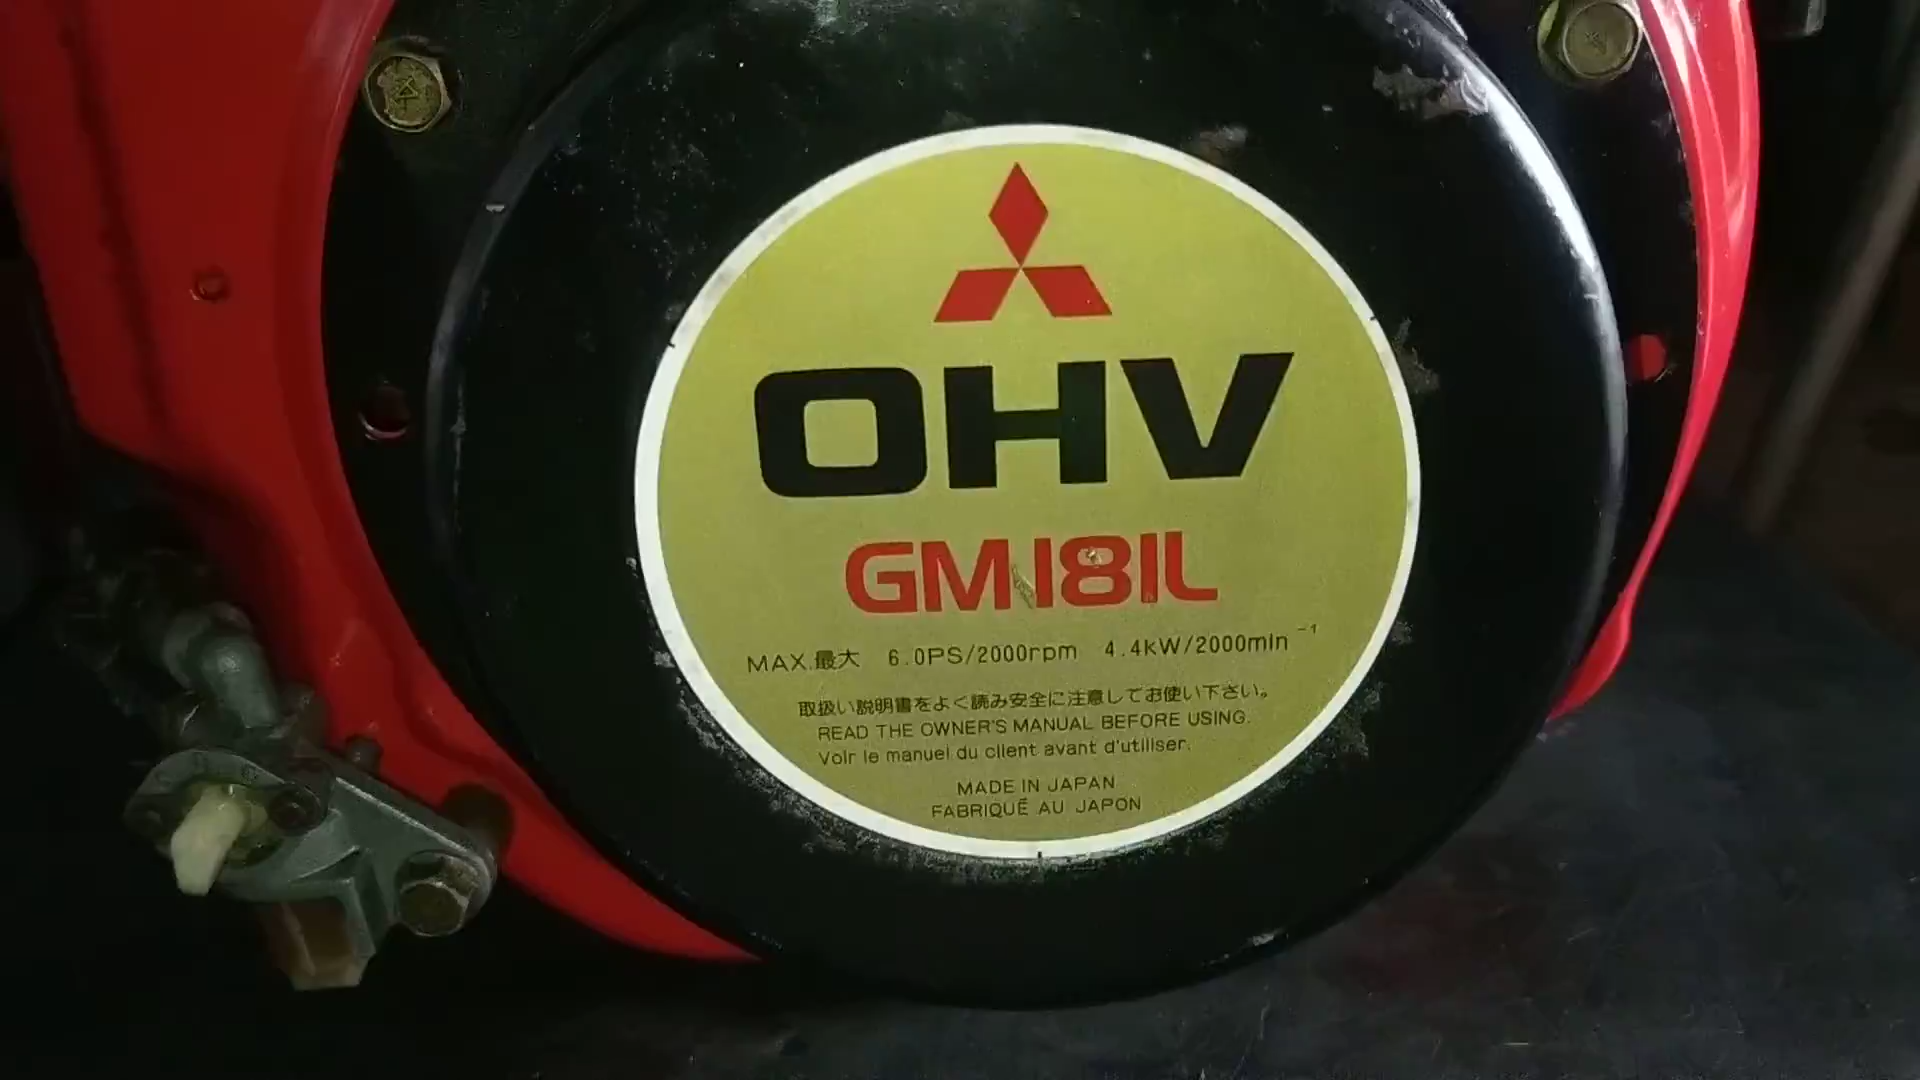 OHV
GM181L
MAX.最大 6.0PS/2000rpm 4.4kW/2000min⁻¹
取扱い説明書をよく読み安全に注意してお使い下さい。
READ THE OWNER'S MANUAL BEFORE USING.
Voir le manuel du client avant d'utiliser.
MADE IN JAPAN
FABRIQUÉ AU JAPON